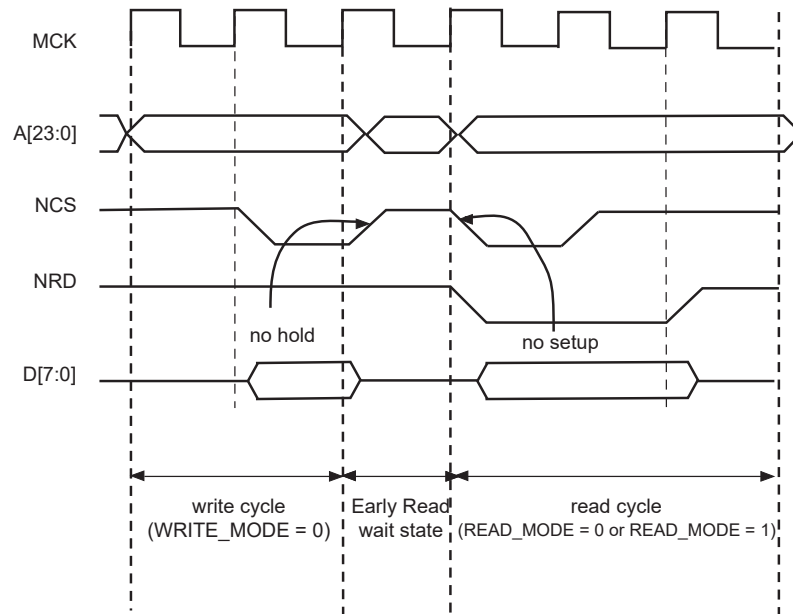 MCK
A[23:0]
NCS
NRD
no hold
no setup
D[7:0]
write cycle
(WRITE_MODE = 0)
Early Read
wait state
read cycle
(READ_MODE = 0 or READ_MODE = 1)